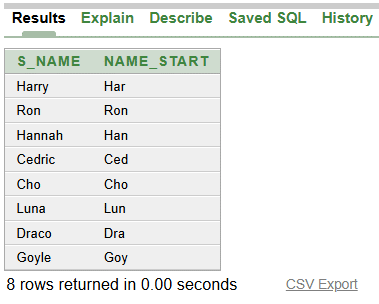 Results Explain Describe Saved SQL History
S_NAME NAME_START
Harry Har
Ron Ron
Hannah Han
Cedric Ced
Cho Cho
Luna Lun
Draco Dra
Goyle Goy
8 rows returned in 0.00 seconds CSV Export